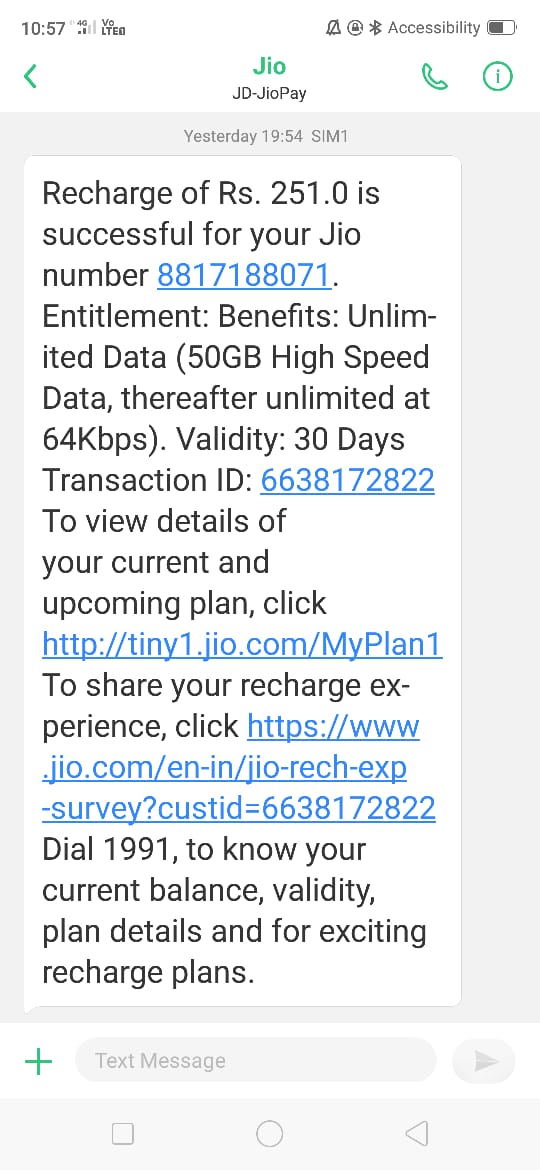 10:57 4G Vo LTE Accessibility
Jio
JD-JioPay
Yesterday 19:54 SIM1
Recharge of Rs. 251.0 is
successful for your Jio
number 8817188071.
Entitlement: Benefits: Unlim-
ited Data (50GB High Speed
Data, thereafter unlimited at
64Kbps). Validity: 30 Days
Transaction ID: 6638172822
To view details of
your current and
upcoming plan, click
http://tiny1.jio.com/MyPlan1
To share your recharge ex-
perience, click https://www
.jio.com/en-in/jio-rech-exp
-survey?custid=6638172822
Dial 1991, to know your
current balance, validity,
plan details and for exciting
recharge plans.
Text Message